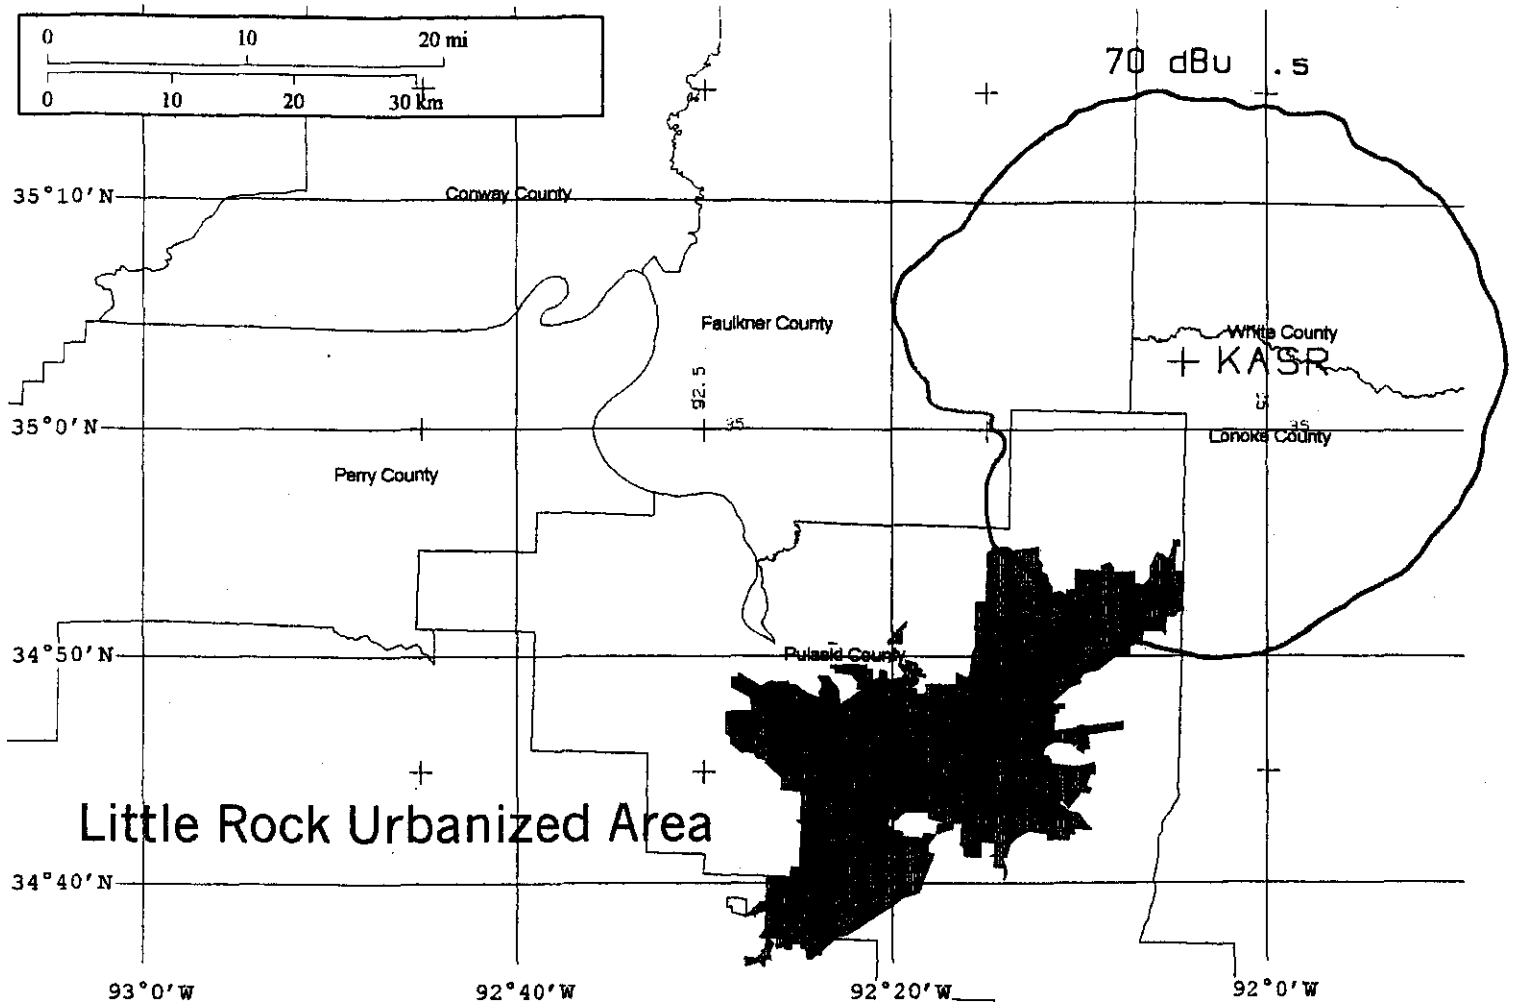 0 10 20 mi
0 10 20 30 km
70 dBu .5
35°10'N
Conway County
Faulkner County
White County
KASR
92.5
35°0'N
95
35
Lonoke County
Perry County
34°50'N
Pulaski County
Little Rock Urbanized Area
34°40'N
93°0'W 92°40'W 92°20'W 92°0'W